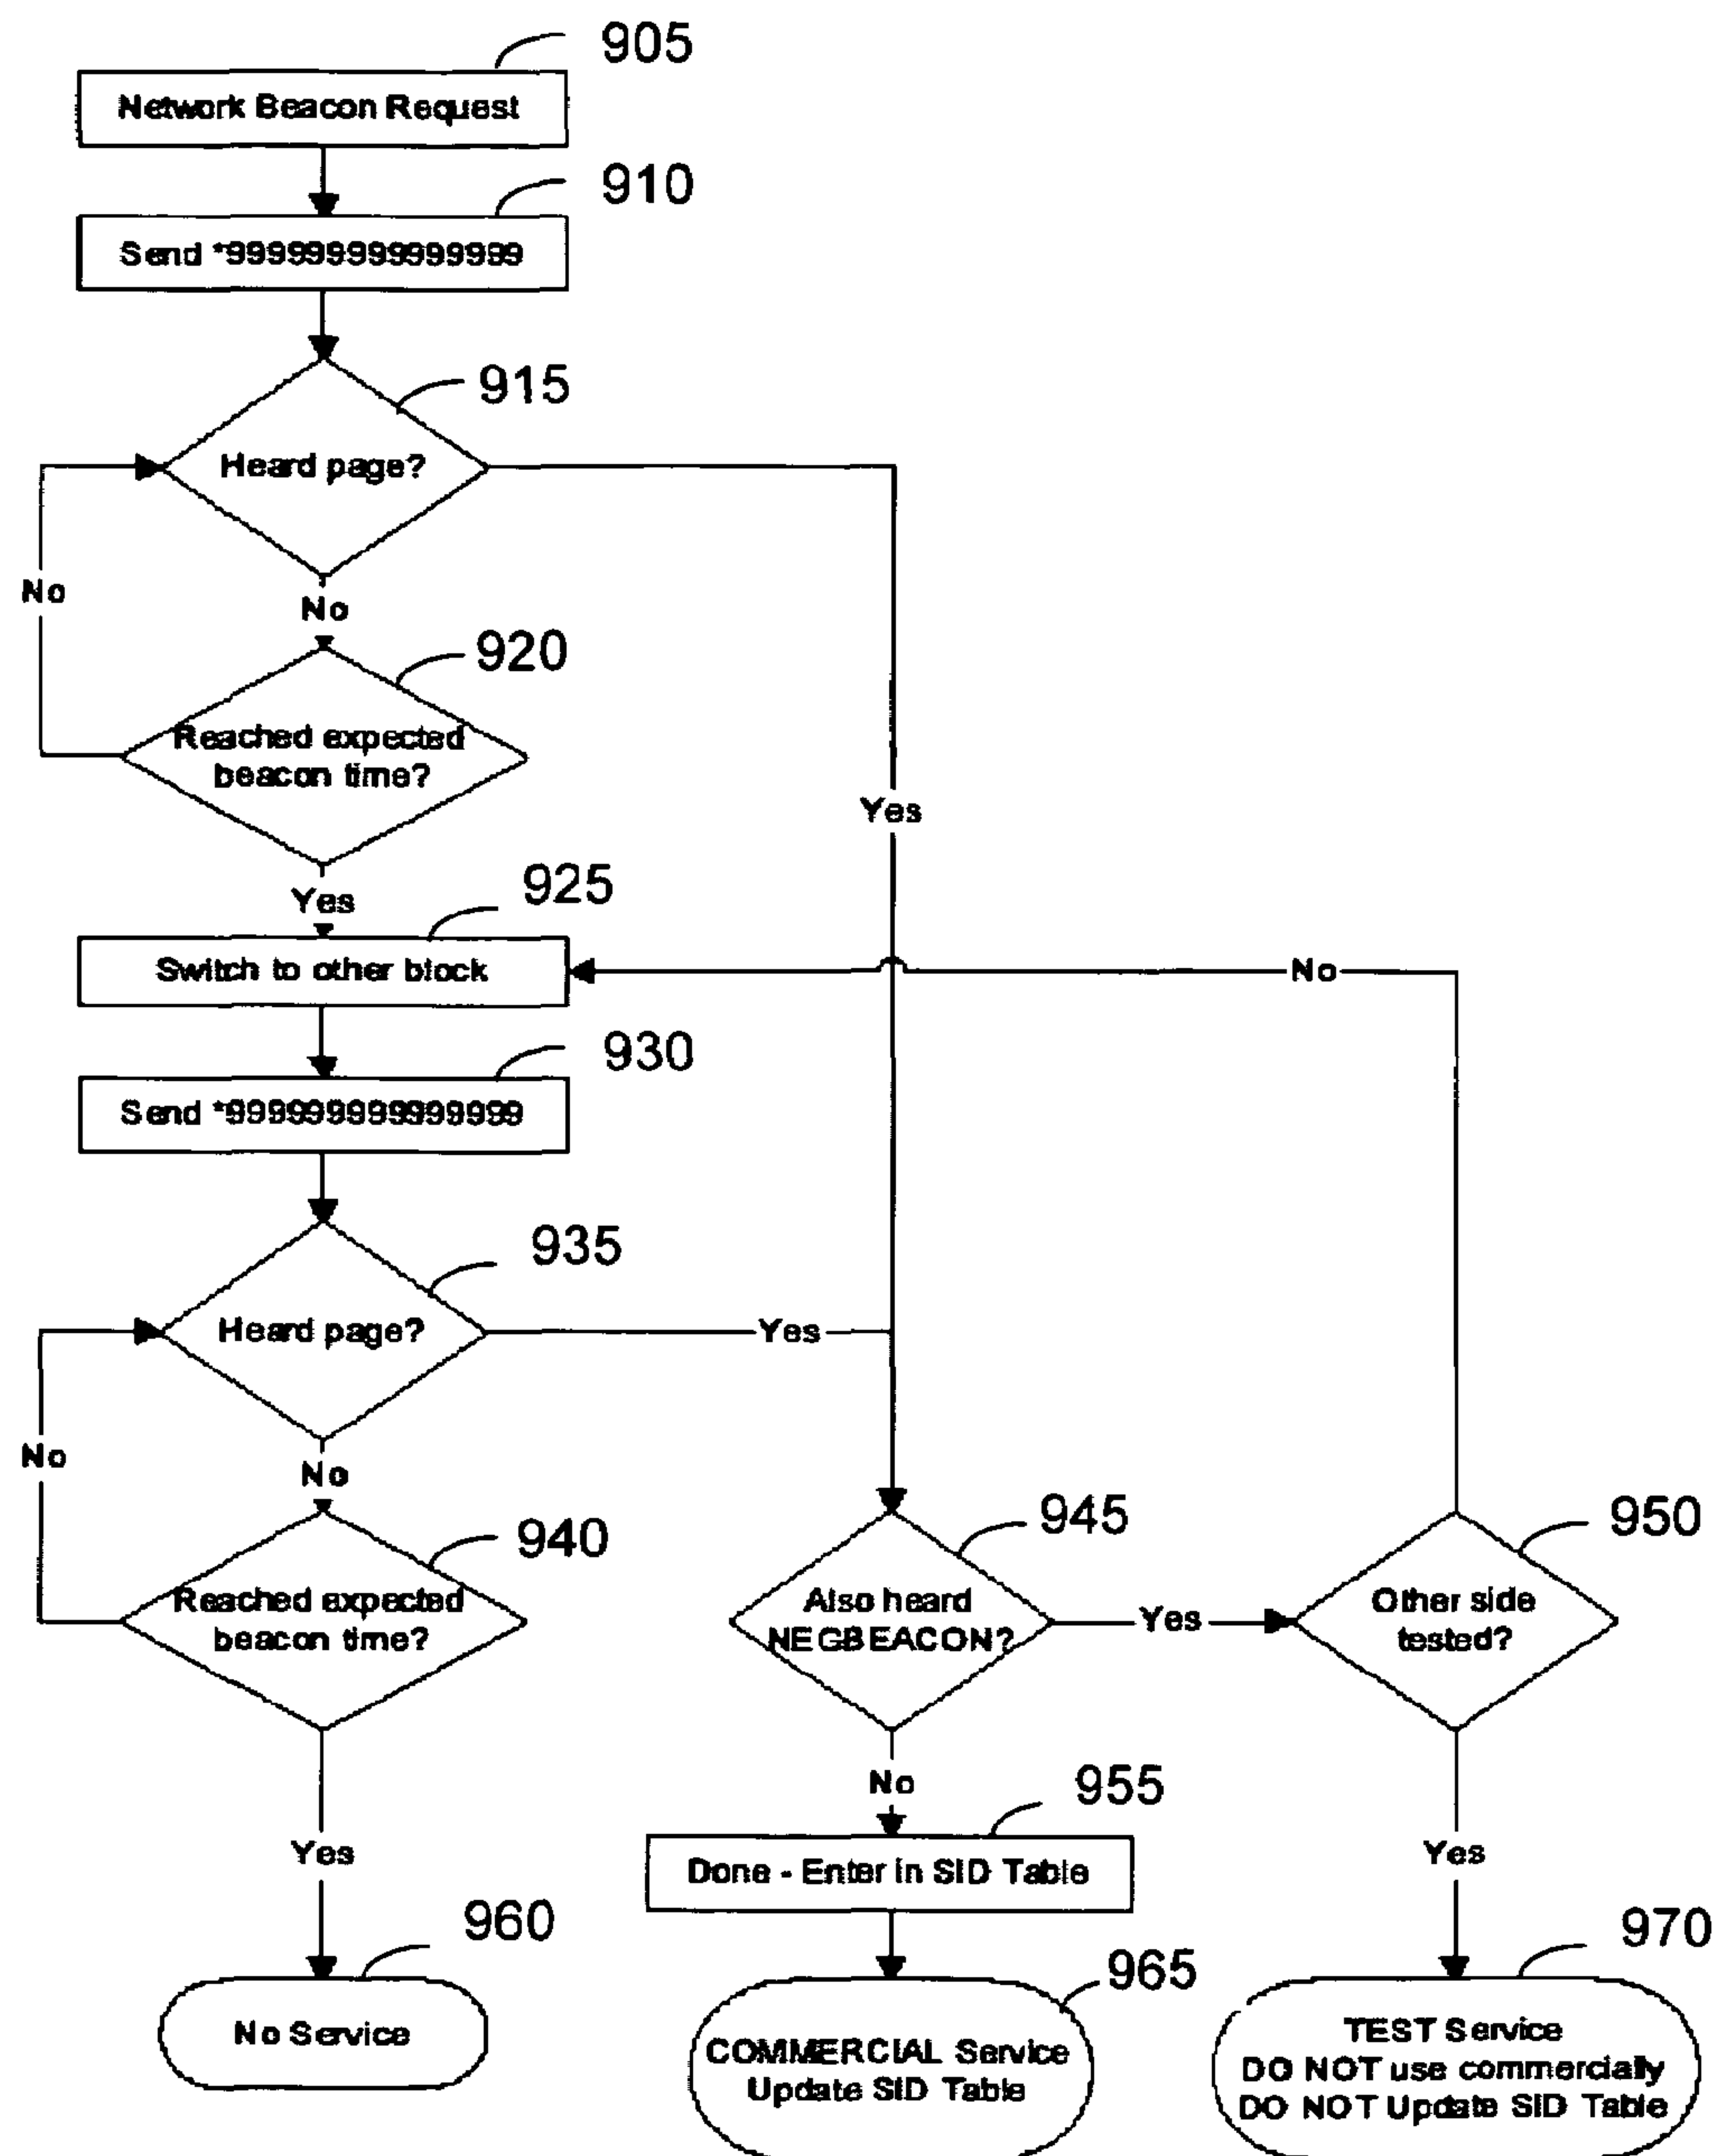 905
Network Beacon Request
910
Send *999999999999999
915
Heard page?
No
No
920
Reached expected
beacon time?
Yes
Yes
925
Switch to other block
No
930
Send *999999999999999
935
Heard page?
Yes
No
No
940
Reached expected
beacon time?
945
Also heard
NEGBEACON?
Yes
950
Other side
tested?
No
955
Done - Enter in SID Table
Yes
Yes
960
No Service
965
COMMERCIAL Service
Update SID Table
970
TEST Service
DO NOT use commercially
DO NOT Update SID Table